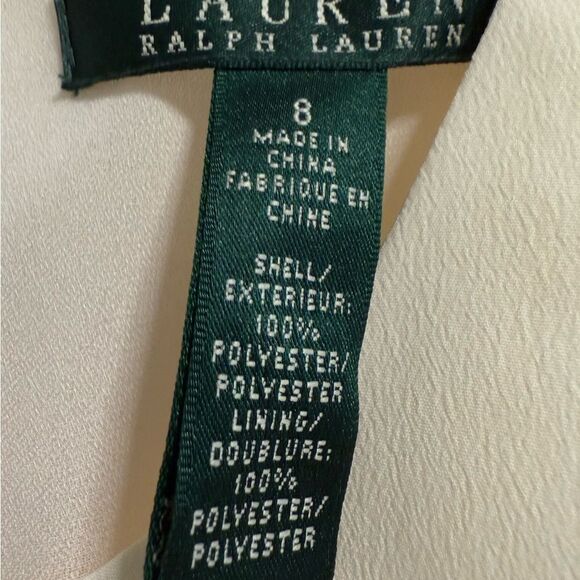 LAUREN
RALPH LAUREN
8
MADE IN
CHINA
FABRIQUE EN
CHINE
SHELL/
EXTERIEUR:
100%
POLYESTER/
POLYESTER
LINING/
DOUBLURE:
100%
POLYESTER/
POLYESTER